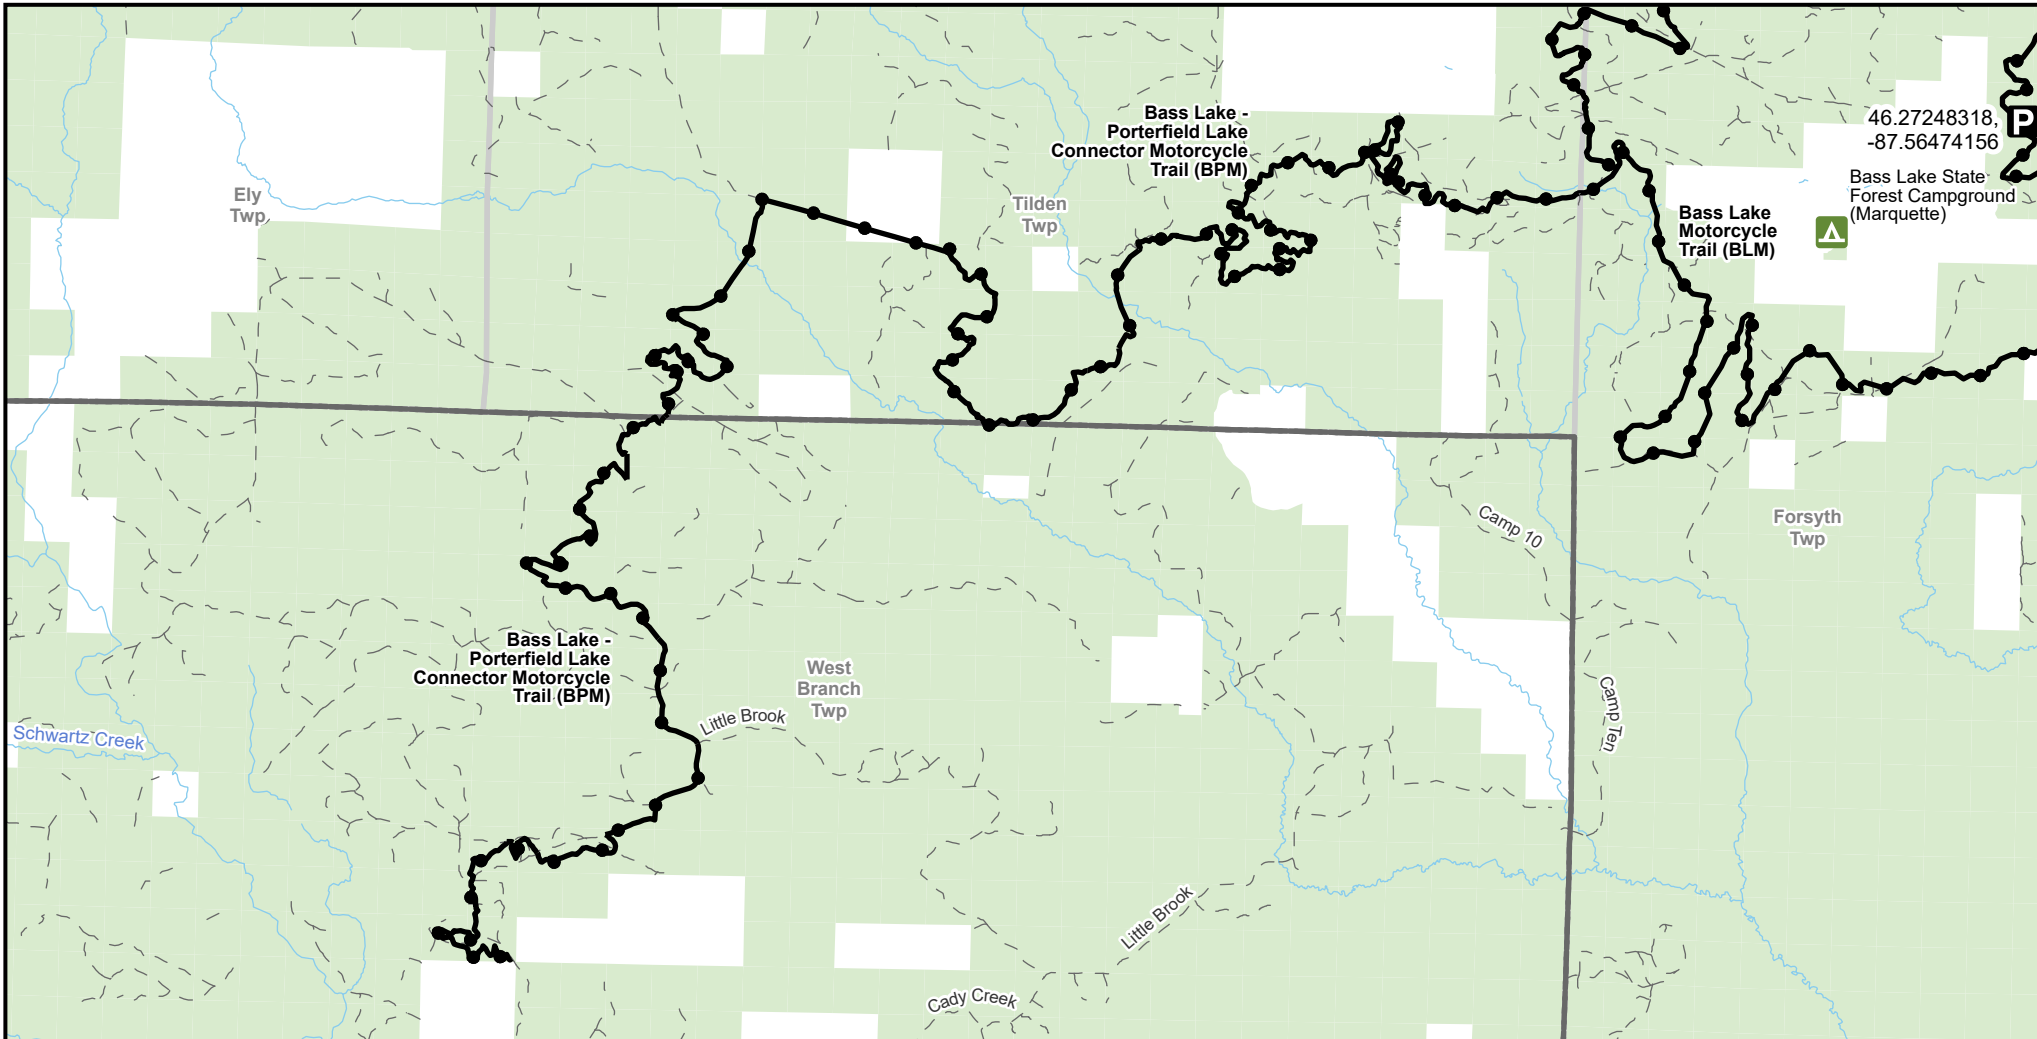 Bass Lake -
Porterfield Lake
Connector Motorcycle
Trail (BPM)
46.27248318,
-87.56474156
P
Bass Lake State
Forest Campground
(Marquette)
Ely
Twp
Tilden
Twp
Bass Lake
Motorcycle
Trail (BLM)
Camp 10
Forsyth
Twp
Bass Lake -
Porterfield Lake
Connector Motorcycle
Trail (BPM)
West
Branch
Twp
Little Brook
Camp Ten
Schwartz Creek
Little Brook
Cady Creek